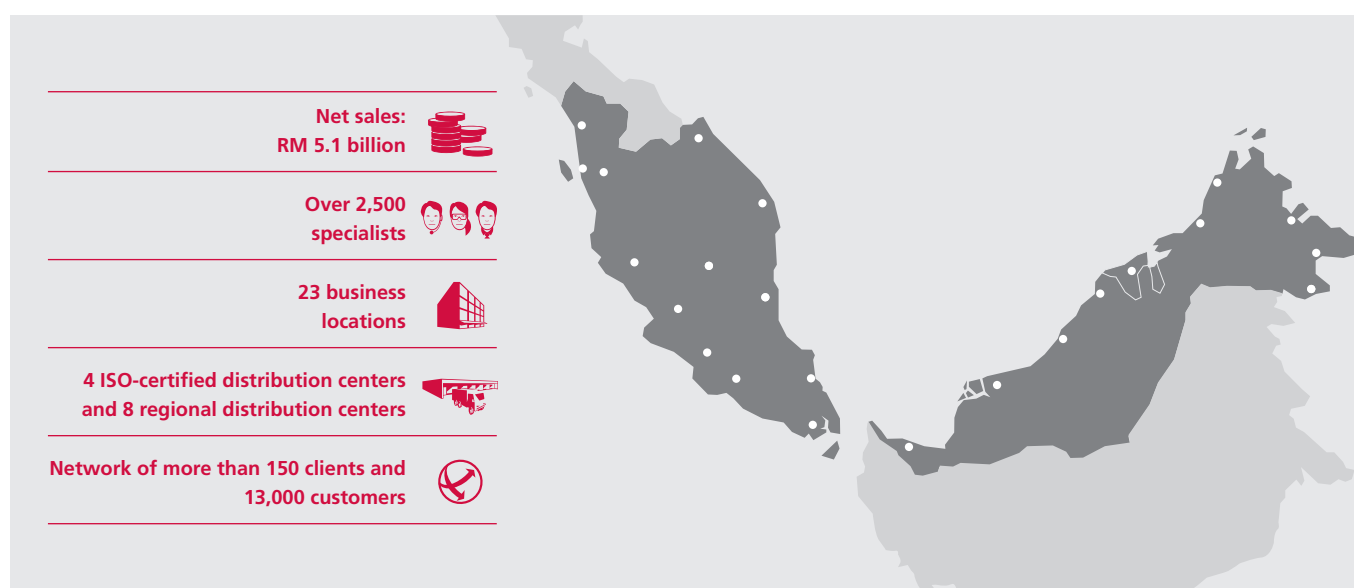 Net sales:
RM 5.1 billion
Over 2,500
specialists
23 business
locations
4 ISO-certified distribution centers
and 8 regional distribution centers
Network of more than 150 clients and
13,000 customers